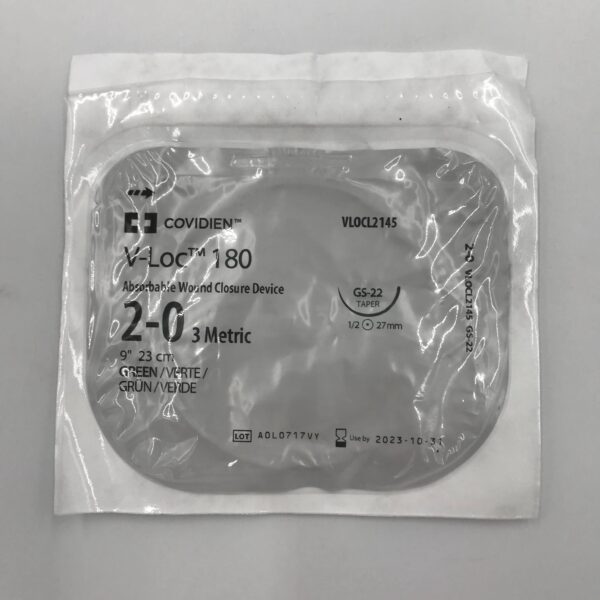 COVIDIEN™
VLOCL2145
V-Loc™ 180
Absorbable Wound Closure Device
2-0 3 Metric
9" 23 cm
GREEN/VERTE/
GRÜN/VERDE
GS-22
TAPER
1/2 27mm
2-0 VLOCL2145 GS-22
LOT A0L0717VY
Use by 2023-10-31